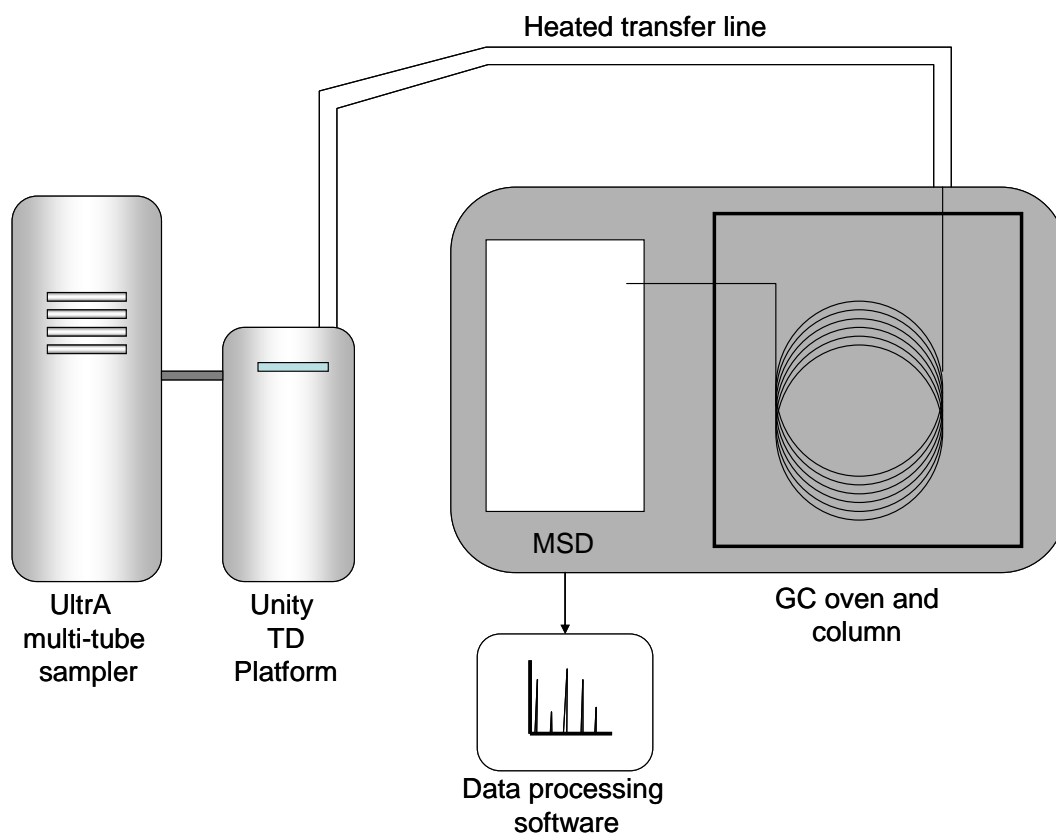 Heated transfer line
MSD
UltrA
multi-tube
sampler
Unity
TD
Platform
GC oven and
column
Data processing
software